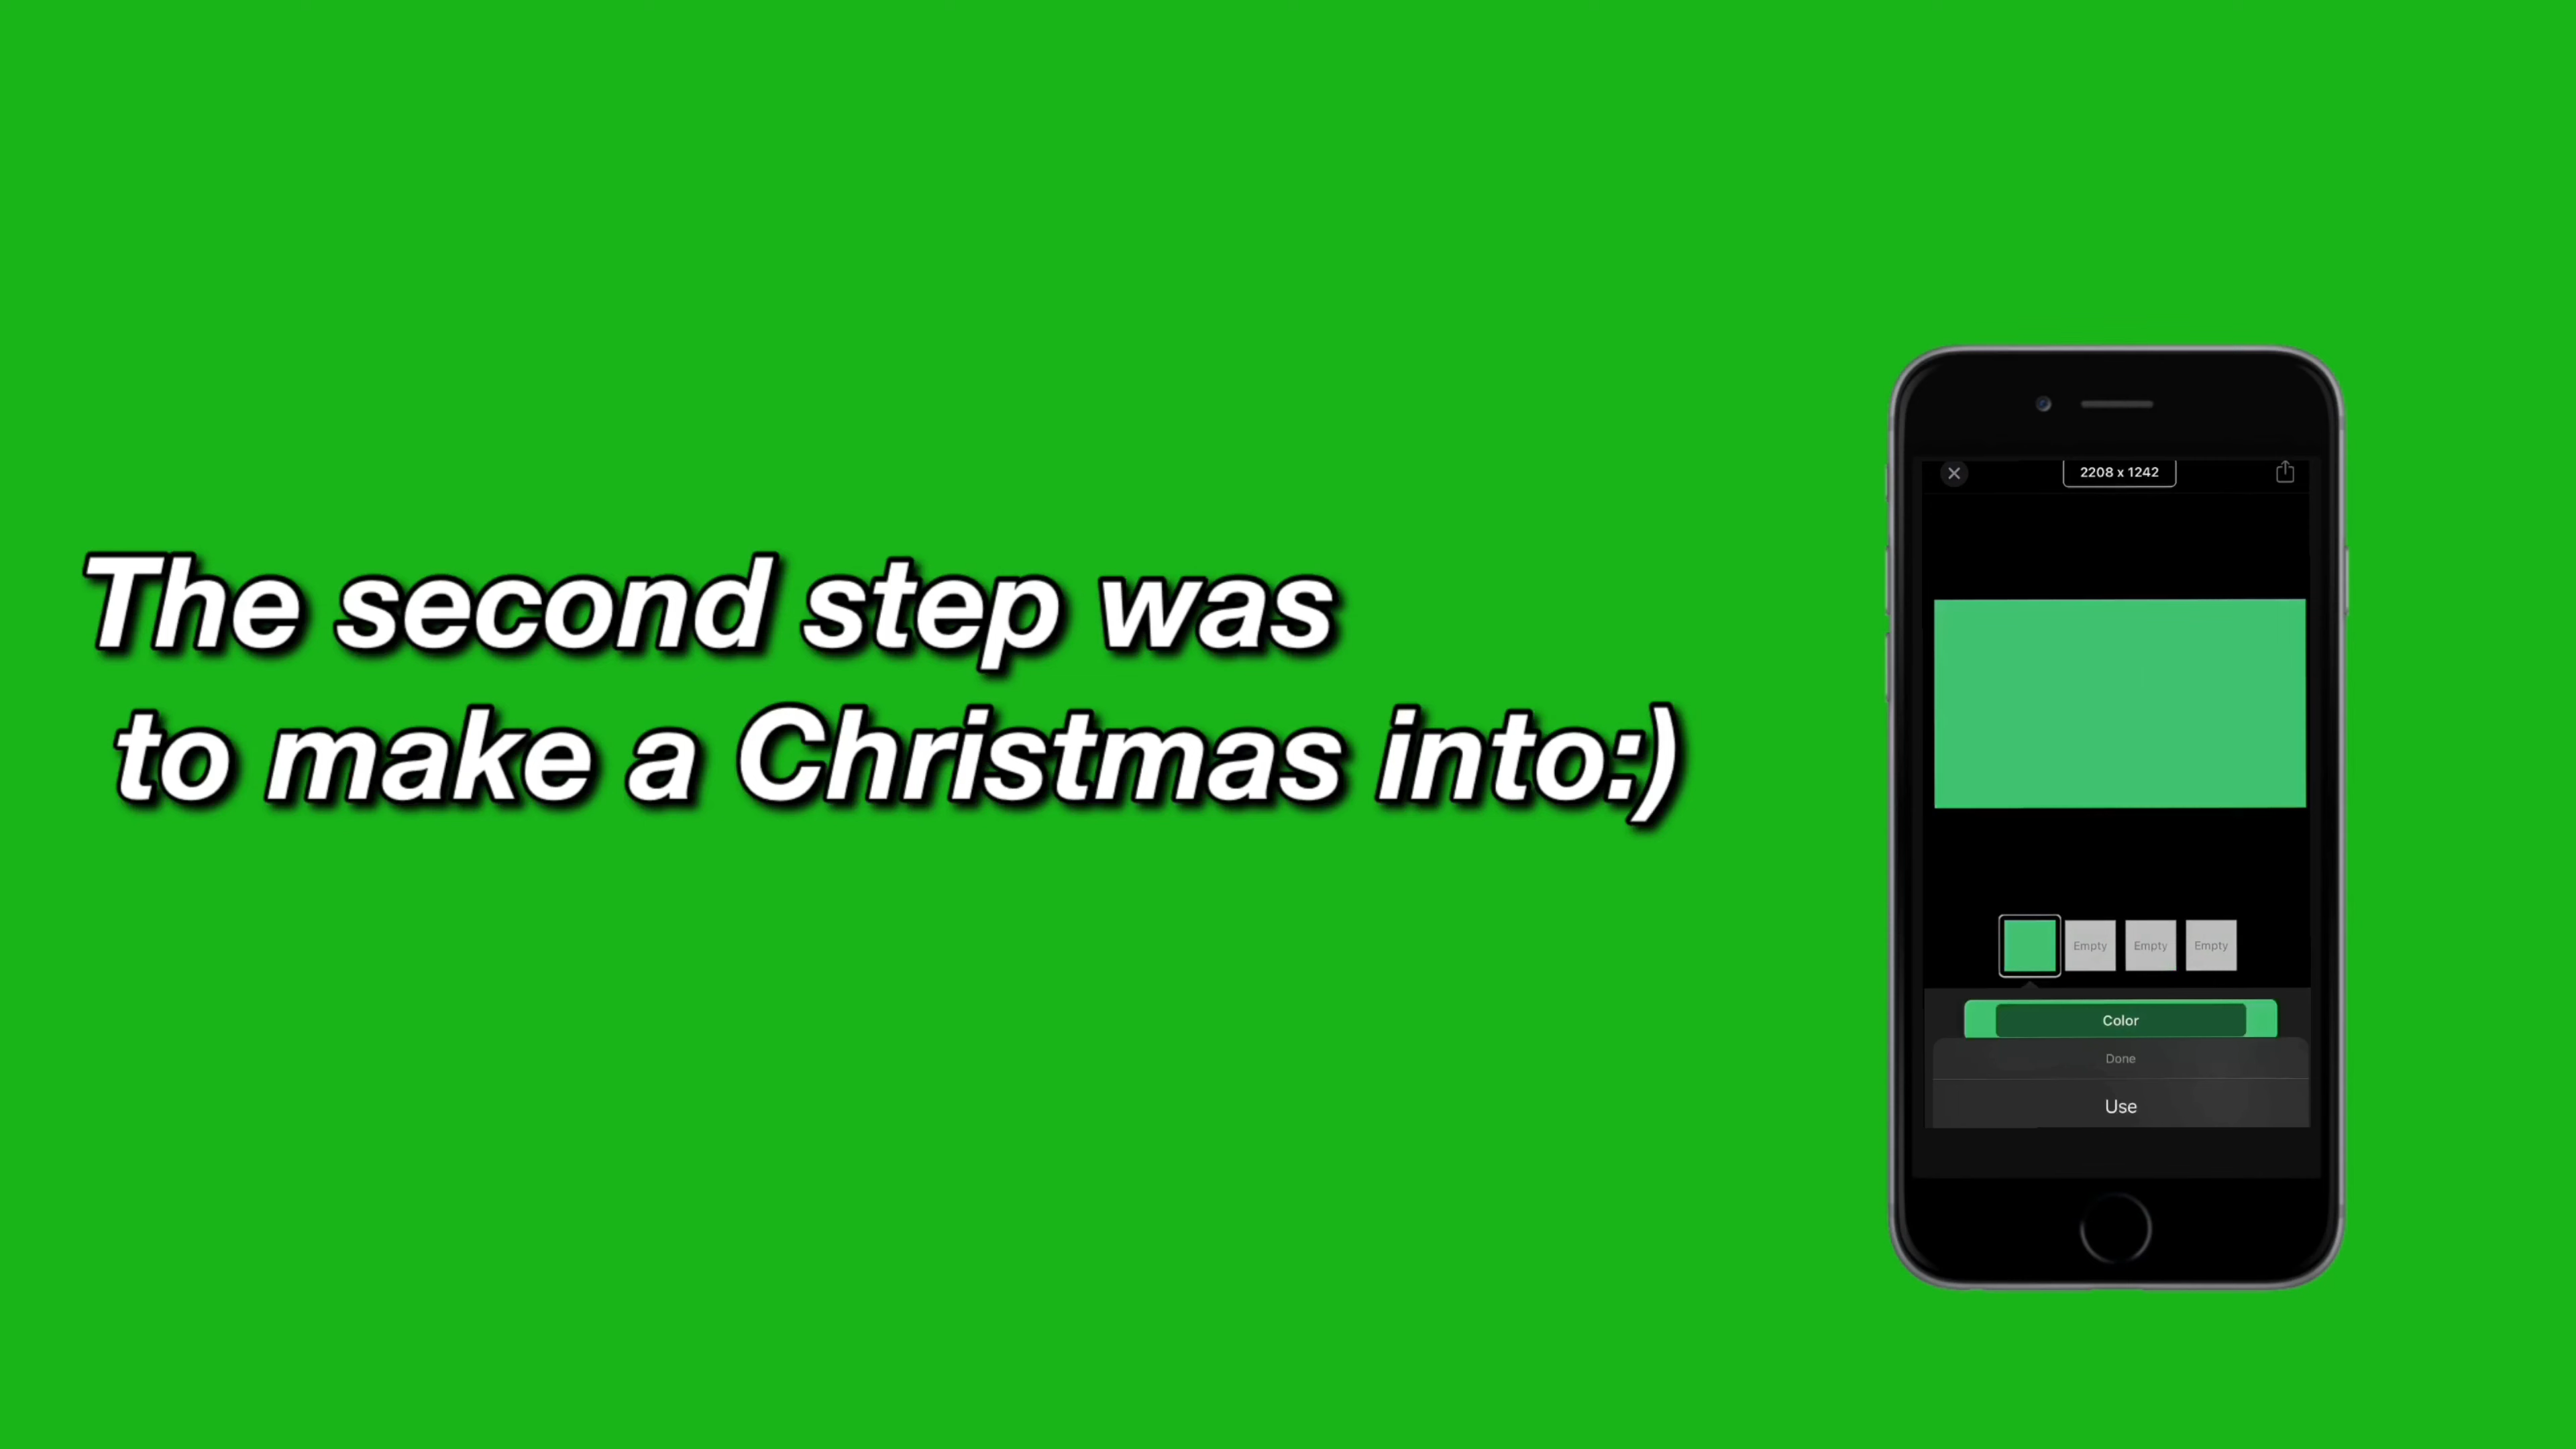 The second step was
to make a Christmas into:)
2208 x 1242
Empty Empty Empty
Color
Done
Use